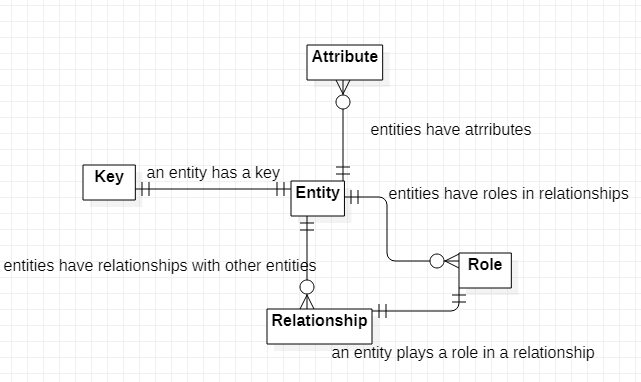 Attribute
entities have atrributes
Key
an entity has a key
Entity
entities have roles in relationships
entities have relationships with other entities
Role
Relationship
an entity plays a role in a relationship